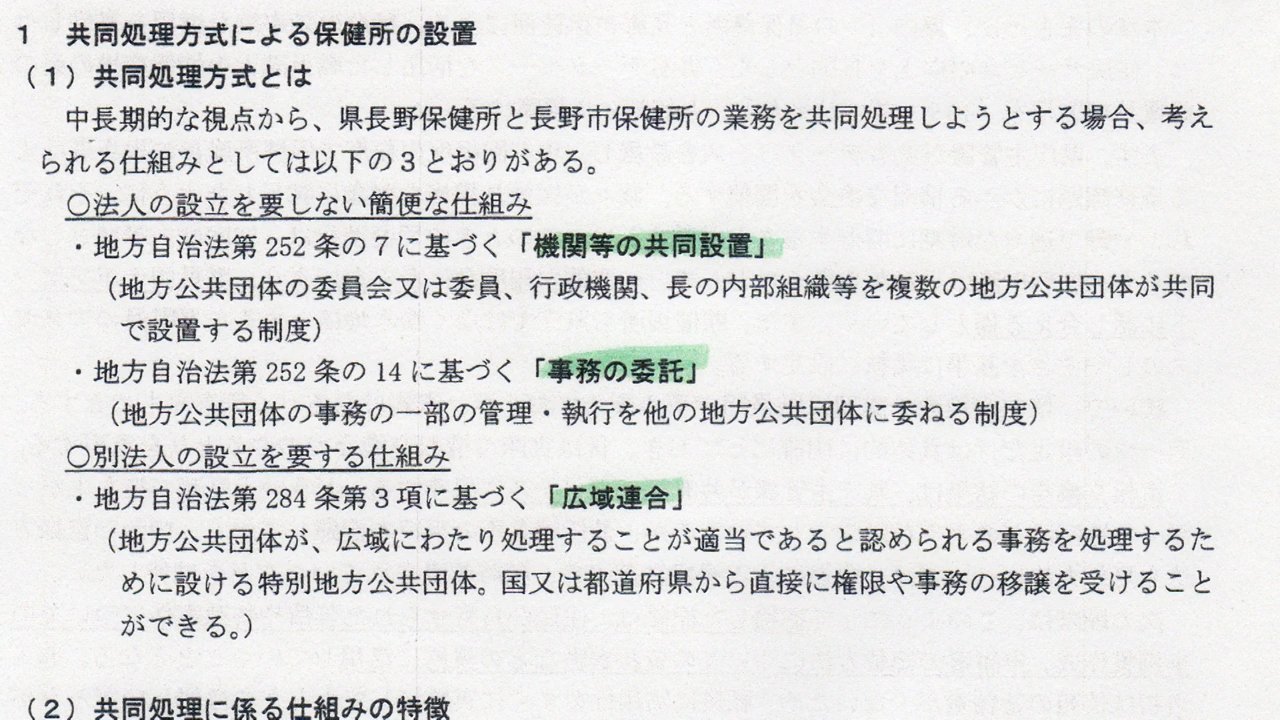 1 共同処理方式による保健所の設置
(1)共同処理方式とは
中長期的な視点から、県長野保健所と長野市保健所の業務を共同処理しようとする場合、考え
られる仕組みとしては以下の3とおりがある。
○法人の設立を要しない簡便な仕組み
・地方自治法第 252 条の7に基づく「機関等の共同設置」
(地方公共団体の委員会又は委員、行政機関、長の内部組織等を複数の地方公共団体が共同
で設置する制度)
・地方自治法第 252 条の 14 に基づく「事務の委託」
(地方公共団体の事務の一部の管理・執行を他の地方公共団体に委ねる制度)
○別法人の設立を要する仕組み
・地方自治法第 284 条第3項に基づく「広域連合」
(地方公共団体が、広域にわたり処理することが適当であると認められる事務を処理するた
めに設ける特別地方公共団体。国又は都道府県から直接に権限や事務の移譲を受けること
ができる。)
(2)共同処理に係る仕組みの特徴